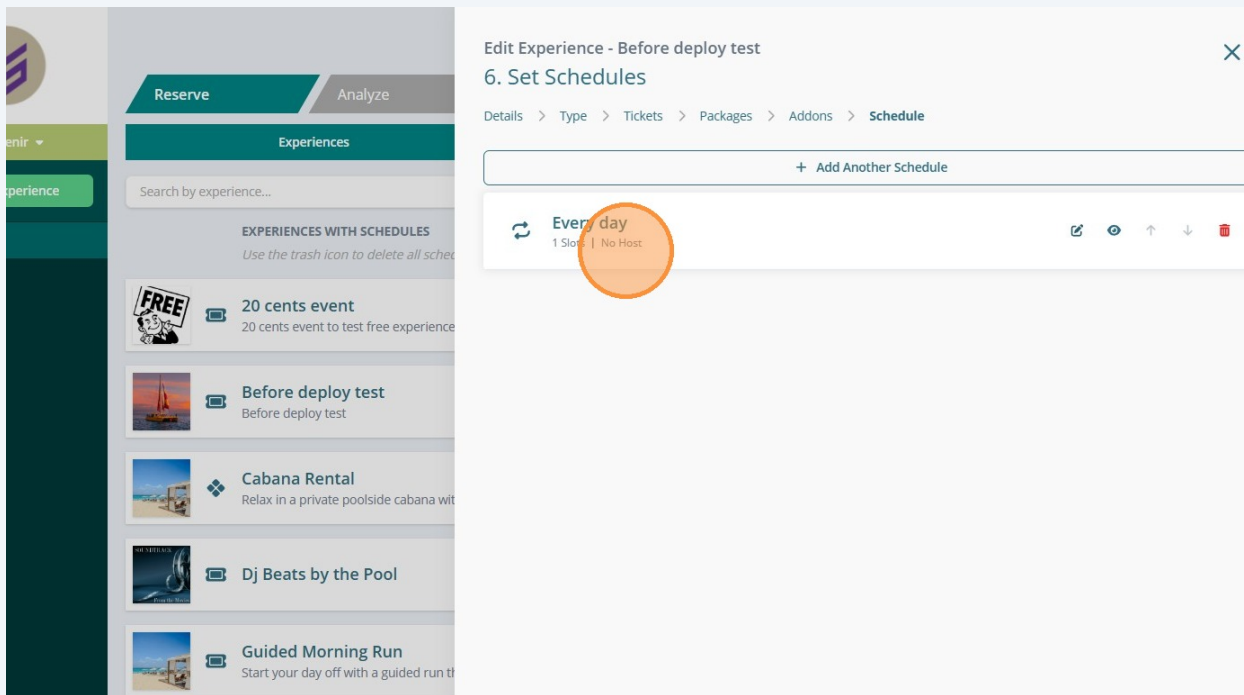 enir
xperience
Reserve
Analyze
Experiences
Search by experience...
EXPERIENCES WITH SCHEDULES
Use the trash icon to delete all sched
FREE
20 cents event
20 cents event to test free experience
Before deploy test
Before deploy test
Cabana Rental
Relax in a private poolside cabana wit
SOUNDTRACK
Dj Beats by the Pool
Guided Morning Run
Start your day off with a guided run th
Edit Experience - Before deploy test
6. Set Schedules
Details > Type > Tickets > Packages > Addons > Schedule
+ Add Another Schedule
Every day
1 Slots | No Host